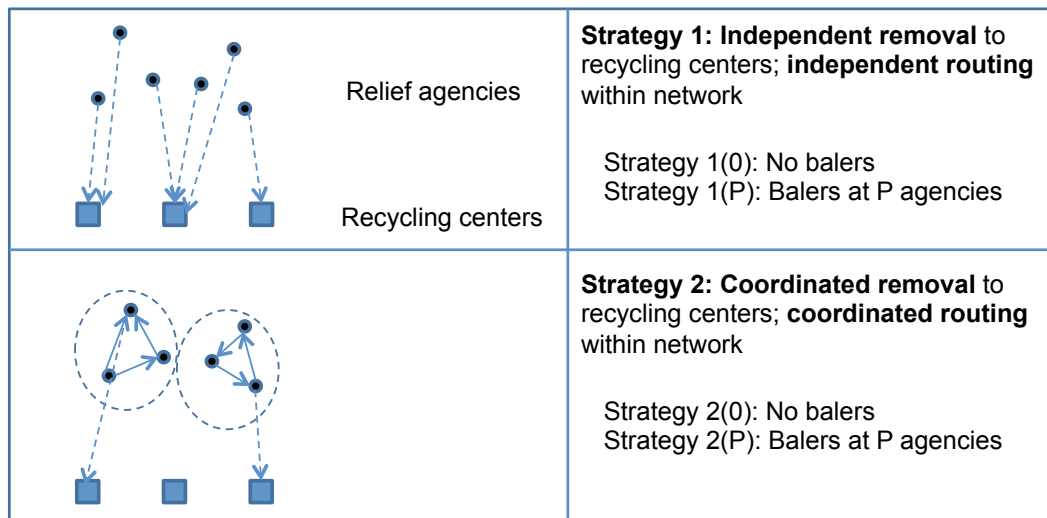 Relief agencies
Recycling centers
Strategy 1: Independent removal to
recycling centers; independent routing
within network
Strategy 1(0): No balers
Strategy 1(P): Balers at P agencies
Strategy 2: Coordinated removal to
recycling centers; coordinated routing
within network
Strategy 2(0): No balers
Strategy 2(P): Balers at P agencies